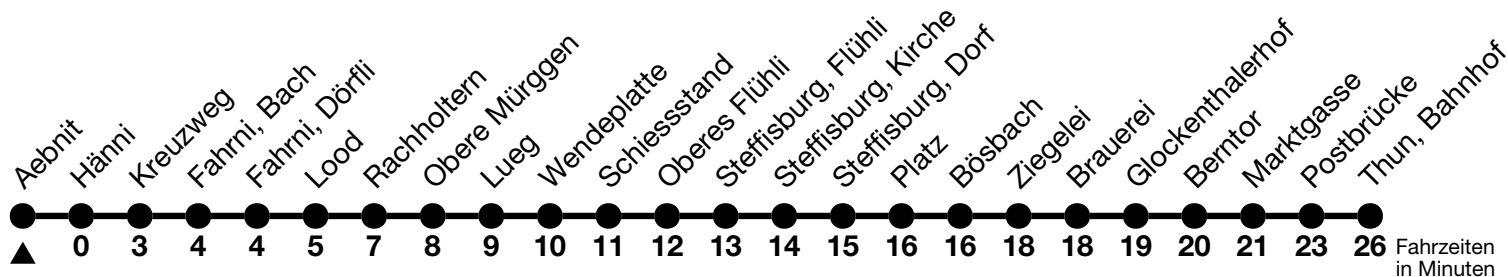 Aebnit
Hänni
Kreuzweg
Fahrni, Bach
Fahrni, Dörfli
Lood
Rachholtern
Obere Mürggen
Lueg
Wendeplatte
Schiessstand
Oberes Flühli
Steffisburg, Flühli
Steffisburg, Kirche
Steffisburg, Dorf
Platz
Bösbach
Ziegelei
Brauerei
Glockenthalerhof
Berntor
Marktgasse
Postbrücke
Thun, Bahnhof
0 3 4 4 5 7 8 9 10 11 12 13 14 15 16 16 18 18 19 20 21 23 26 Fahrzeiten
in Minuten